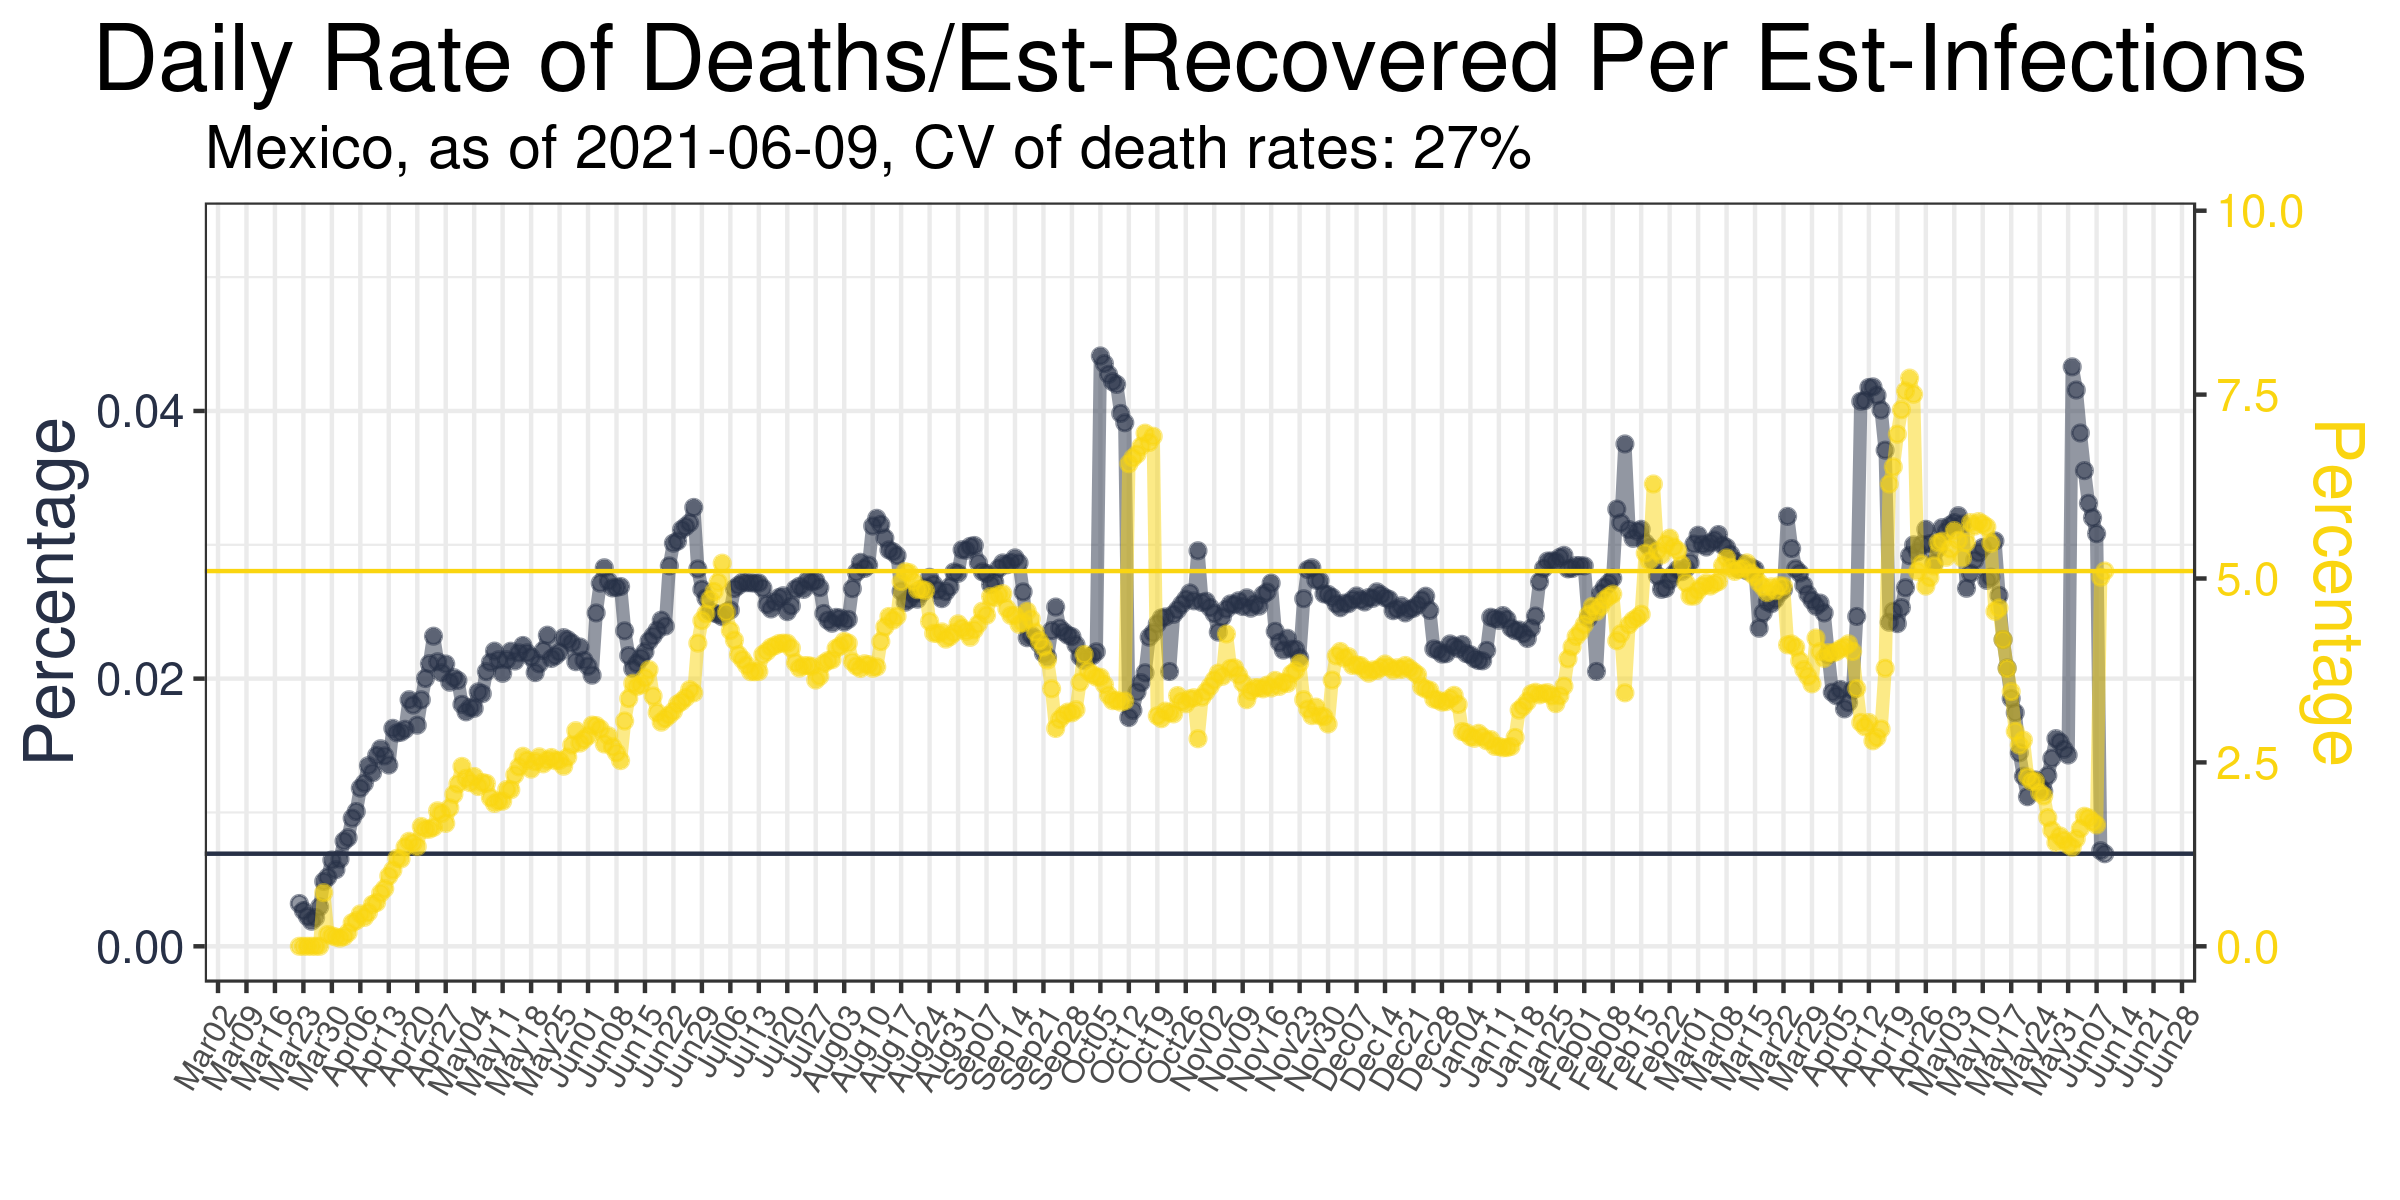 Daily Rate of Deaths/Est-Recovered Per Est-Infections
Mexico, as of 2021-06-09, CV of death rates: 27%
Percentage
0.04
0.02
0.00
10.0
7.5
5.0
2.5
0.0
Percentage
Mar02
Mar09
Mar16
Mar23
Mar30
Apr06
Apr13
Apr20
Apr27
May04
May11
May18
May25
Jun01
Jun08
Jun15
Jun22
Jun29
Jul06
Jul13
Jul20
Jul27
Aug03
Aug10
Aug17
Aug24
Aug31
Sep07
Sep14
Sep21
Sep28
Oct05
Oct12
Oct19
Oct26
Nov02
Nov09
Nov16
Nov23
Nov30
Dec07
Dec14
Dec21
Dec28
Jan04
Jan11
Jan18
Jan25
Feb01
Feb08
Feb15
Feb22
Mar01
Mar08
Mar15
Mar22
Mar29
Apr05
Apr12
Apr19
Apr26
May03
May10
May17
May24
May31
Jun07
Jun14
Jun21
Jun28